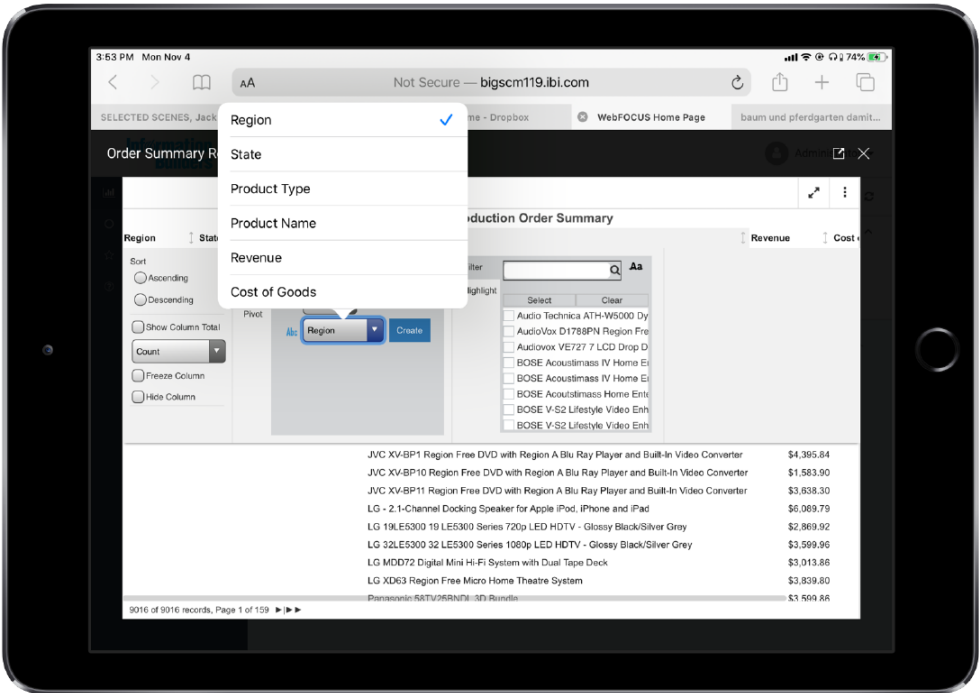 3:53 PM Mon Nov 4
74%
AA
Not Secure — bigscm119.ibi.com
SELECTED SCENES, Jack
me - Dropbox
WebFOCUS Home Page
baum und pferdgarten damit...
Order Summary R
Region
State
Product Type
Product Name
Revenue
Cost of Goods
duction Order Summary
Region
Stat
Revenue
Cost
Sort
Ascending
Descending
Show Column Total
Count
Freeze Column
Hide Column
Pivot
Abc
Region
Create
ilter
Aa
Highlight
Select
Clear
Audio Technica ATH-W5000 Dy
AudioVox D1788PN Region Fre
Audiovox VE727 7 LCD Drop D
BOSE Acoustimass IV Home E
BOSE Acoustimass IV Home E
BOSE Acoutstimass Home Ente
BOSE V-S2 Lifestyle Video Enh
BOSE V-S2 Lifestyle Video Enh
JVC XV-BP1 Region Free DVD with Region A Blu Ray Player and Built-In Video Converter $4,395.84
JVC XV-BP10 Region Free DVD with Region A Blu Ray Player and Built-In Video Converter $1,583.90
JVC XV-BP11 Region Free DVD with Region A Blu Ray Player and Built-In Video Converter $3,638.30
LG - 2.1-Channel Docking Speaker for Apple iPod, iPhone and iPad $6,089.79
LG 19LE5300 19 LE5300 Series 720p LED HDTV - Glossy Black/Silver Grey $2,869.92
LG 32LE5300 32 LE5300 Series 1080p LED HDTV - Glossy Black/Silver Grey $3,599.96
LG MDD72 Digital Mini Hi-Fi System with Dual Tape Deck $3,013.86
LG XD63 Region Free Micro Home Theatre System $3,839.80
Panasonic 58TV25BNDL 3D Bundle $3,599.86
9016 of 9016 records, Page 1 of 159